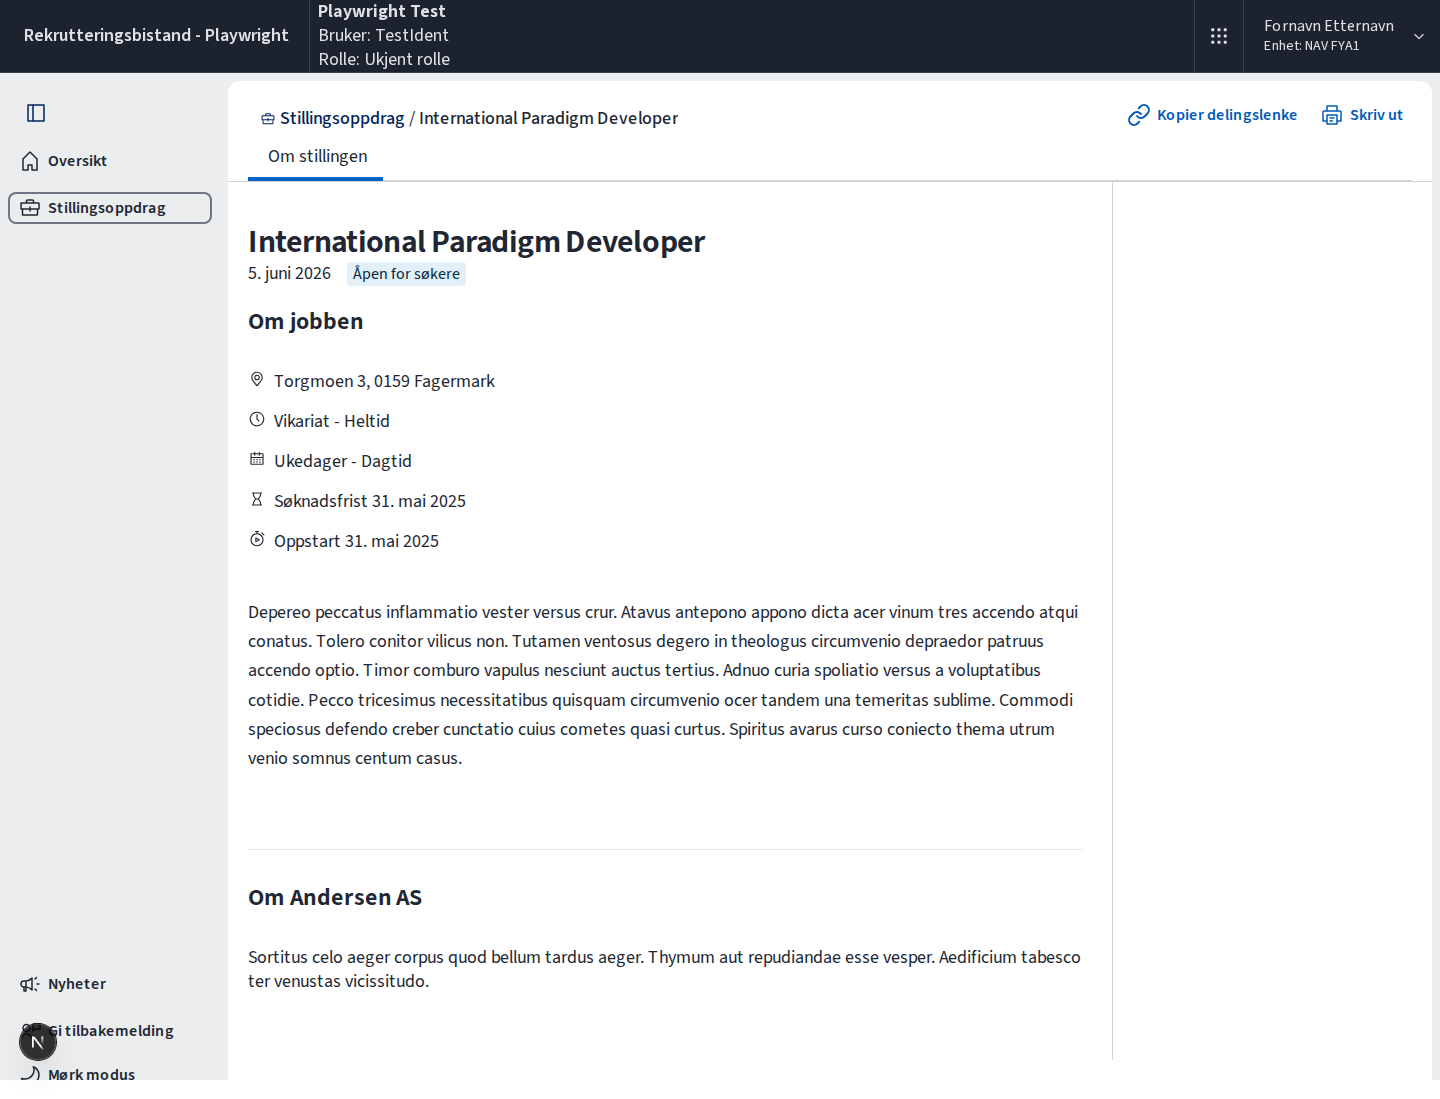 Rekrutteringsbistand - Playwright
Playwright Test
Bruker: TestIdent
Rolle: Ukjent rolle
Fornavn Etternavn
Enhet: NAV FYA1
Oversikt
Stillingsoppdrag
Stillingsoppdrag / International Paradigm Developer
Kopier delingslenke
Skriv ut
Om stillingen
International Paradigm Developer
5. juni 2026
Åpen for søkere
Om jobben
Torgmoen 3, 0159 Fagermark
Vikariat - Heltid
Ukedager - Dagtid
Søknadsfrist 31. mai 2025
Oppstart 31. mai 2025
Depereo peccatus inflammatio vester versus crur. Atavus antepono appono dicta acer vinum tres accendo atqui
conatus. Tolero conitor vilicus non. Tutamen ventosus degero in theologus circumvenio depraedor patruus
accendo optio. Timor comburo vapulus nesciunt auctus tertius. Adnuo curia spoliatio versus a voluptatibus
cotidie. Pecco tricesimus necessitatibus quisquam circumvenio ocer tandem una temeritas sublime. Commodi
speciosus defendo creber cunctatio cuius cometes quasi curtus. Spiritus avarus curso coniecto thema utrum
venio somnus centum casus.
Om Andersen AS
Sortitus celo aeger corpus quod bellum tardus aeger. Thymum aut repudiandae esse vesper. Aedificium tabesco
ter venustas vicissitudo.
Nyheter
Gi tilbakemelding
N
Mørk modus